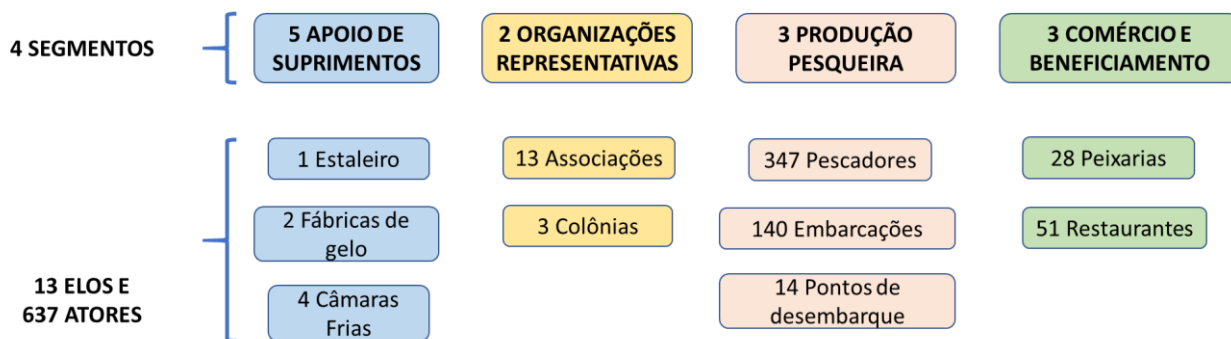 4 SEGMENTOS
5 APOIO DE
SUPRIMENTOS
2 ORGANIZAÇÕES
REPRESENTATIVAS
3 PRODUÇÃO
PESQUEIRA
3 COMÉRCIO E
BENEFICIAMENTO
13 ELOS E
637 ATORES
1 Estaleiro
2 Fábricas de
gelo
4 Câmaras
Frias
13 Associações
3 Colônias
347 Pescadores
140 Embarcações
14 Pontos de
desembarque
28 Peixarias
51 Restaurantes